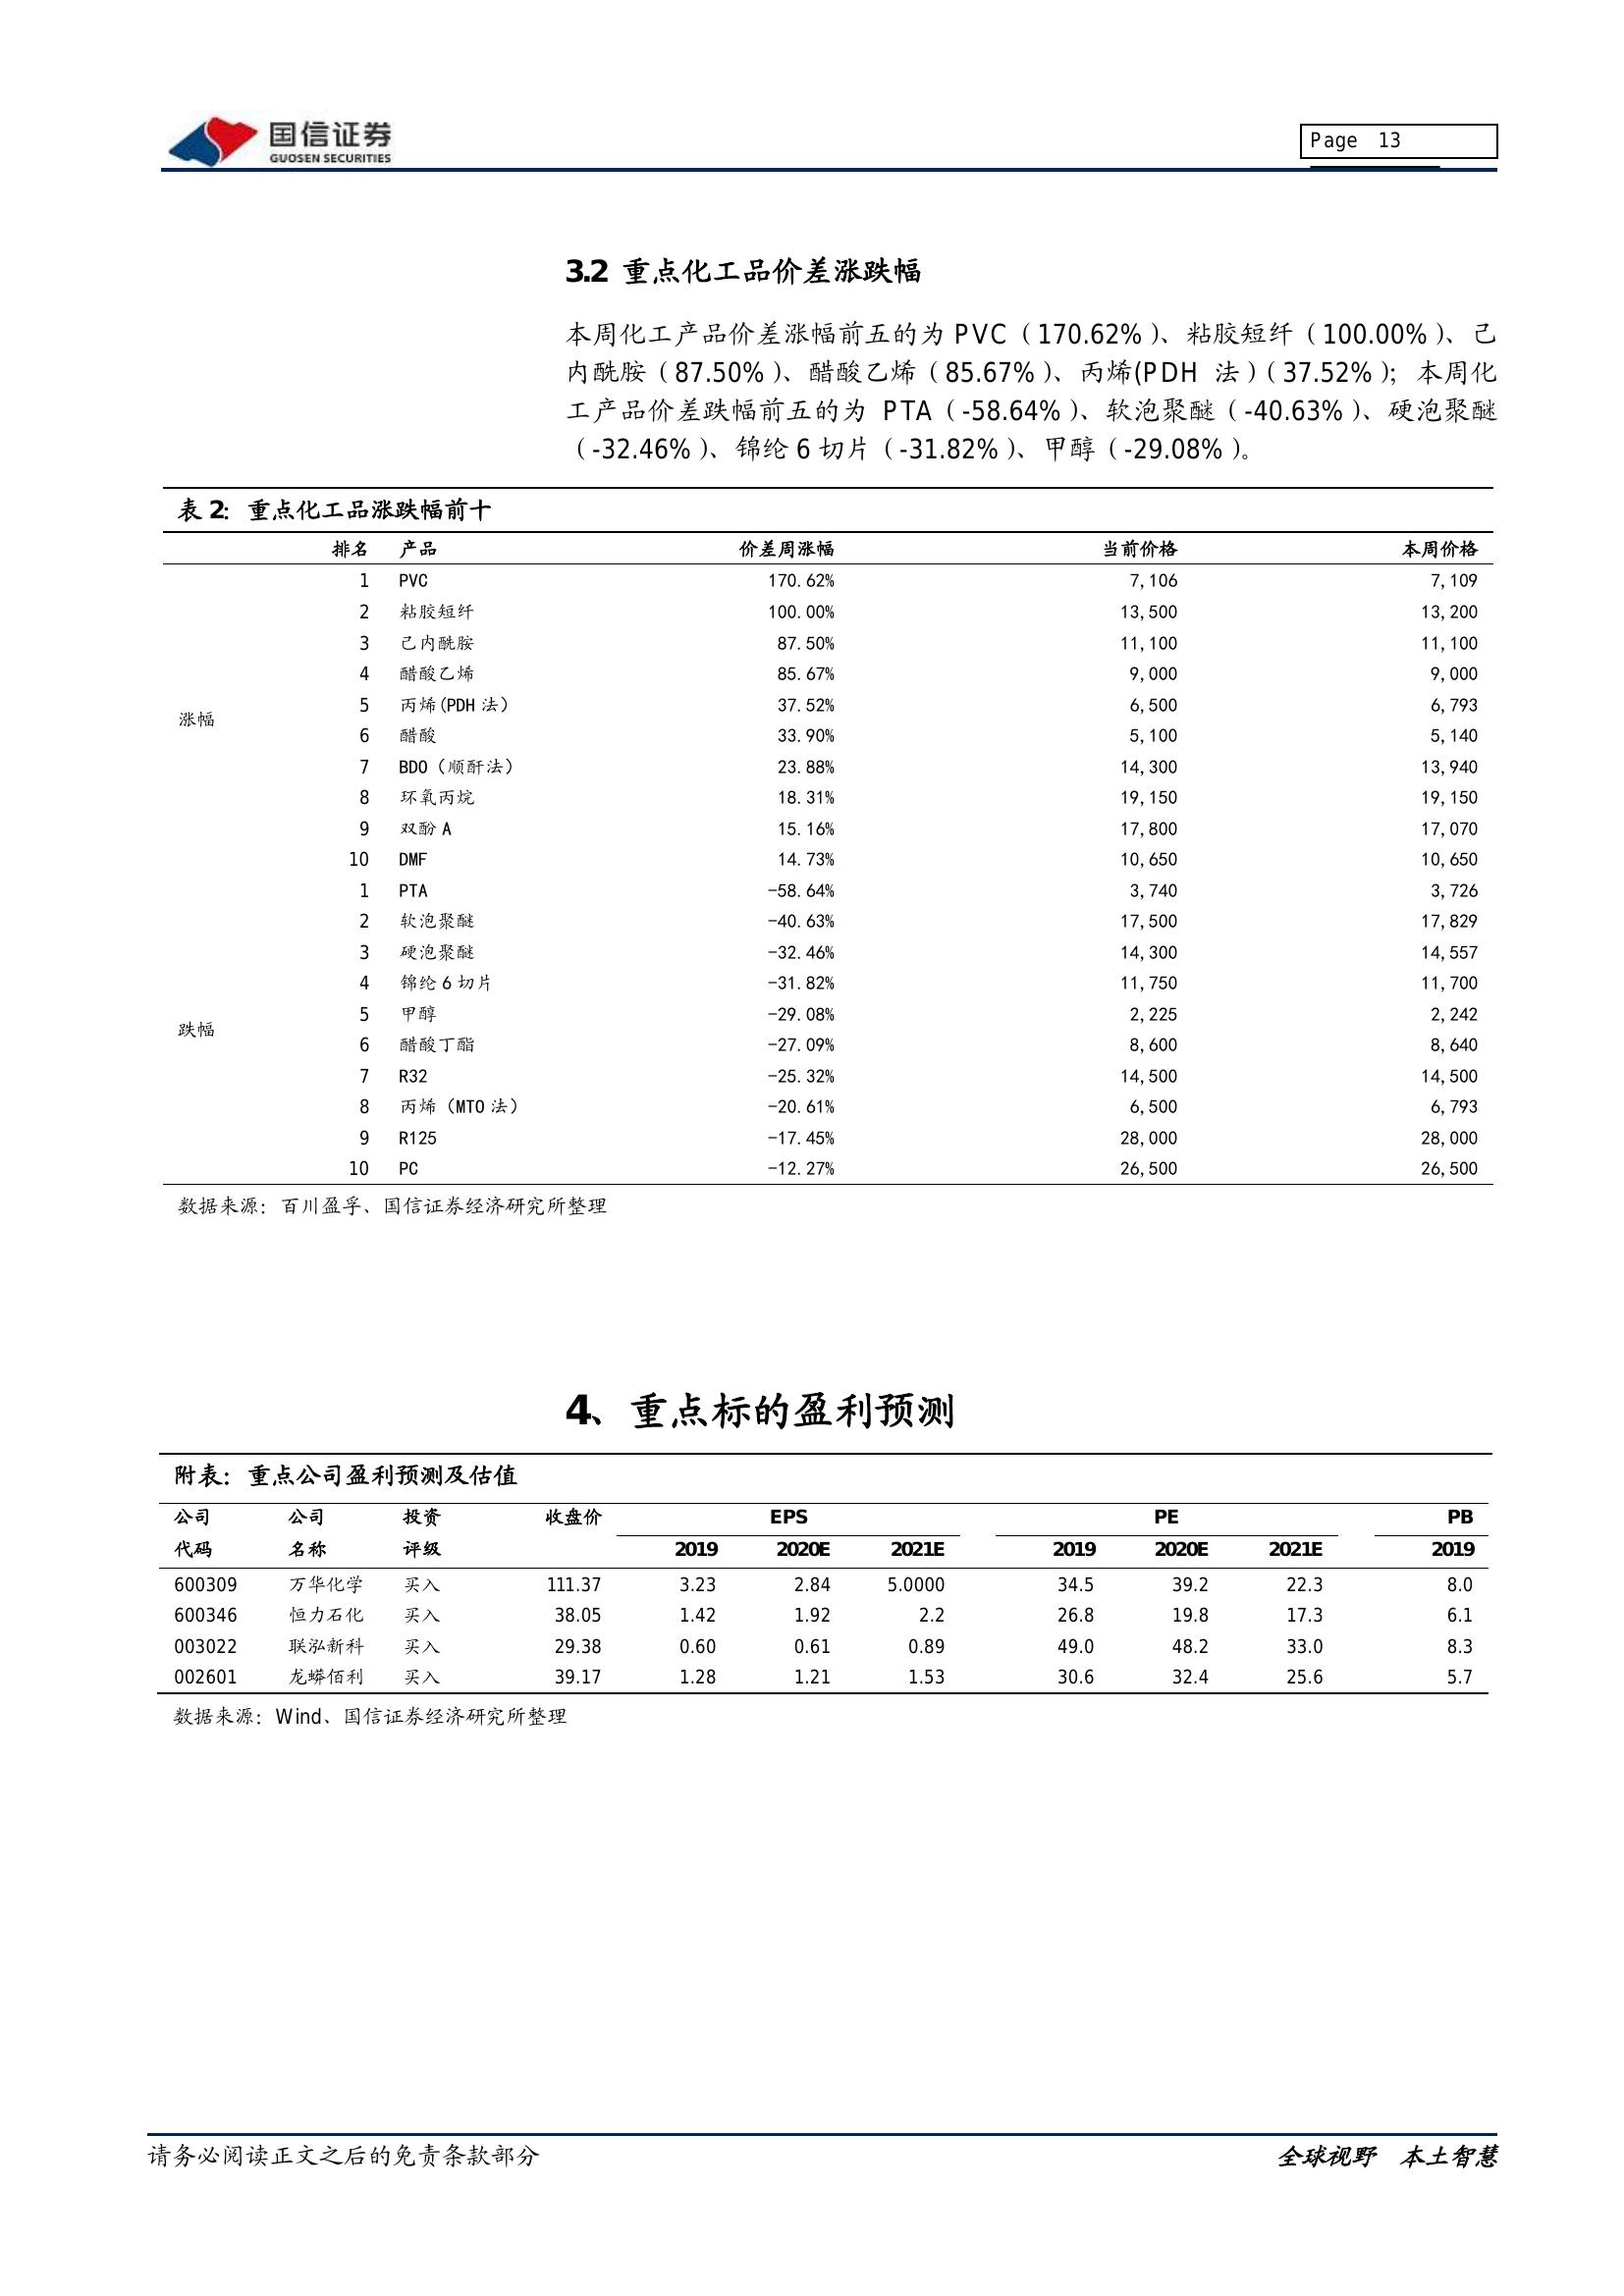 国信证券
GUOSEN SECURITIES
Page 13
3.2 重点化工品价差涨跌幅
本周化工产品价差涨幅前五的为 PVC（170.62%）、粘胶短纤（100.00%）、己
内酰胺（87.50%）、醋酸乙烯（85.67%）、丙烯(PDH 法)（37.52%）；本周化
工产品价差跌幅前五的为 PTA（-58.64%）、软泡聚醚（-40.63%）、硬泡聚醚
（-32.46%）、锦纶 6 切片（-31.82%）、甲醇（-29.08%）。
表 2：重点化工品涨跌幅前十
排名 产品 价差周涨幅 当前价格 本周价格
1 PVC 170.62% 7,106 7,109
2 粘胶短纤 100.00% 13,500 13,200
3 己内酰胺 87.50% 11,100 11,100
4 醋酸乙烯 85.67% 9,000 9,000
5 丙烯(PDH 法) 37.52% 6,500 6,793
涨幅
6 醋酸 33.90% 5,100 5,140
7 BDO（顺酐法） 23.88% 14,300 13,940
8 环氧丙烷 18.31% 19,150 19,150
9 双酚 A 15.16% 17,800 17,070
10 DMF 14.73% 10,650 10,650
1 PTA -58.64% 3,740 3,726
2 软泡聚醚 -40.63% 17,500 17,829
3 硬泡聚醚 -32.46% 14,300 14,557
4 锦纶 6 切片 -31.82% 11,750 11,700
5 甲醇 -29.08% 2,225 2,242
跌幅
6 醋酸丁酯 -27.09% 8,600 8,640
7 R32 -25.32% 14,500 14,500
8 丙烯（MTO 法） -20.61% 6,500 6,793
9 R125 -17.45% 28,000 28,000
10 PC -12.27% 26,500 26,500
数据来源：百川盈孚、国信证券经济研究所整理
4、重点标的盈利预测
附表：重点公司盈利预测及估值
公司 公司 投资 收盘价 EPS PE PB
代码 名称 评级 2019 2020E 2021E 2019 2020E 2021E 2019
600309 万华化学 买入 111.37 3.23 2.84 5.0000 34.5 39.2 22.3 8.0
600346 恒力石化 买入 38.05 1.42 1.92 2.2 26.8 19.8 17.3 6.1
003022 联泓新科 买入 29.38 0.60 0.61 0.89 49.0 48.2 33.0 8.3
002601 龙蟒佰利 买入 39.17 1.28 1.21 1.53 30.6 32.4 25.6 5.7
数据来源：Wind、国信证券经济研究所整理
请务必阅读正文之后的免责条款部分 全球视野 本土智慧